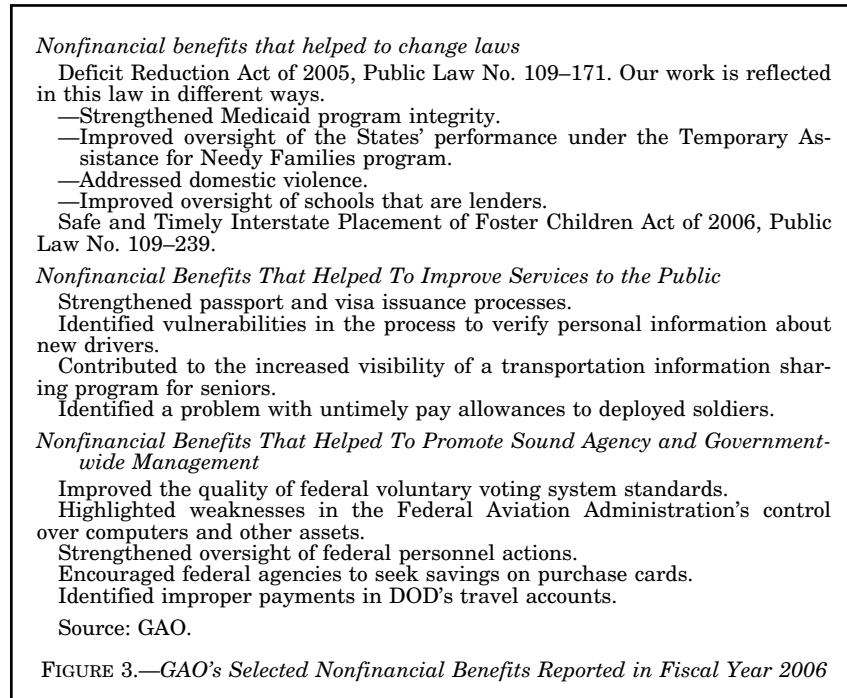 Nonfinancial benefits that helped to change laws
Deficit Reduction Act of 2005, Public Law No. 109–171. Our work is reflected
in this law in different ways.
—Strengthened Medicaid program integrity.
—Improved oversight of the States’ performance under the Temporary As-
sistance for Needy Families program.
—Addressed domestic violence.
—Improved oversight of schools that are lenders.
Safe and Timely Interstate Placement of Foster Children Act of 2006, Public
Law No. 109–239.
Nonfinancial Benefits That Helped To Improve Services to the Public
Strengthened passport and visa issuance processes.
Identified vulnerabilities in the process to verify personal information about
new drivers.
Contributed to the increased visibility of a transportation information shar-
ing program for seniors.
Identified a problem with untimely pay allowances to deployed soldiers.
Nonfinancial Benefits That Helped To Promote Sound Agency and Government-
wide Management
Improved the quality of federal voluntary voting system standards.
Highlighted weaknesses in the Federal Aviation Administration’s control
over computers and other assets.
Strengthened oversight of federal personnel actions.
Encouraged federal agencies to seek savings on purchase cards.
Identified improper payments in DOD’s travel accounts.
Source: GAO.
FIGURE 3.—GAO’s Selected Nonfinancial Benefits Reported in Fiscal Year 2006